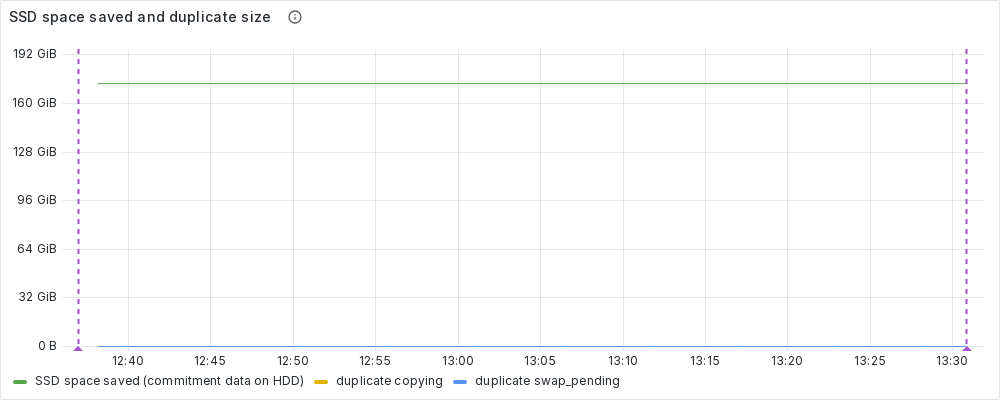 SSD space saved and duplicate size
192 GiB
160 GiB
128 GiB
96 GiB
64 GiB
32 GiB
0 B
12:40 12:45 12:50 12:55 13:00 13:05 13:10 13:15 13:20 13:25 13:30
SSD space saved (commitment data on HDD) duplicate copying duplicate swap_pending